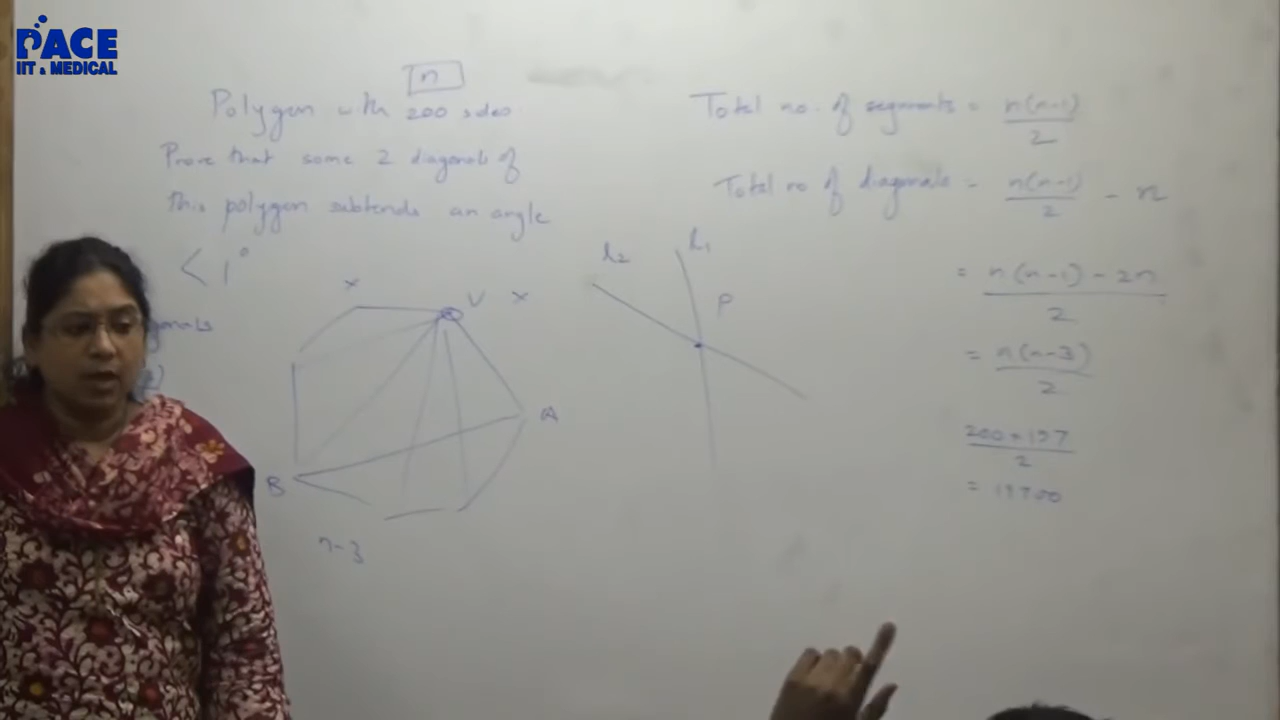 PACE
IIT & MEDICAL
n
Polygon with 200 sides
Prove that some 2 diagonals of
this polygon subtends an angle
< 1°
gonals
2)
x
V x
A
B
n-3
l₂
l₁
P
Total no. of segments = n(n-1)/2
Total no of diagonals = n(n-1)/2 - n
= n(n-1) - 2n/2
= n(n-3)/2
200 × 197/2
= 19700